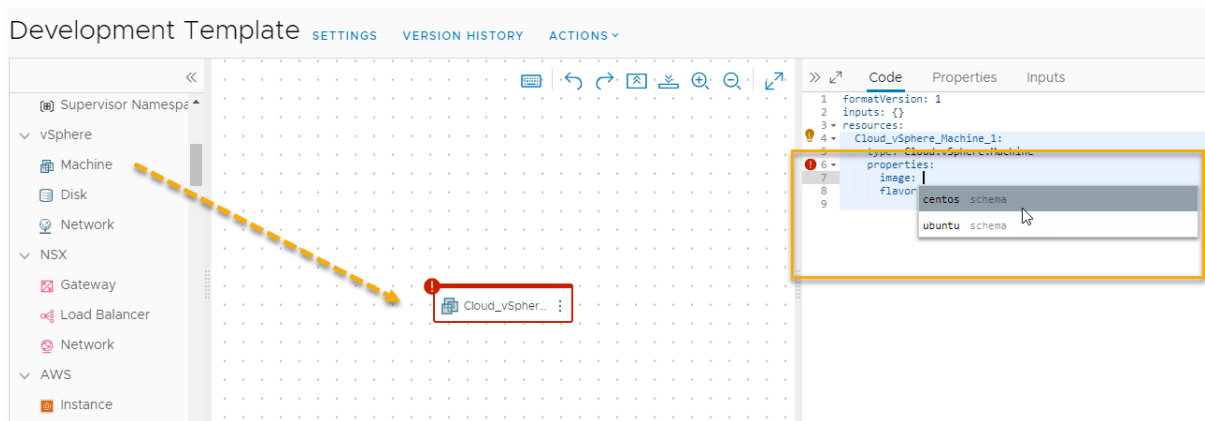 Development Template SETTINGS VERSION HISTORY ACTIONS
Supervisor Namespa
vSphere
Machine
Disk
Network
NSX
Gateway
Load Balancer
Network
AWS
Instance
Cloud_vSpher...
Code Properties Inputs
1 formatVersion: 1
2 inputs: {}
3 resources:
4 Cloud_vSphere_Machine_1:
5 type: Cloud.vSphere.Machine
6 properties:
7 image:
8 flavor
9
centos schema
ubuntu schema